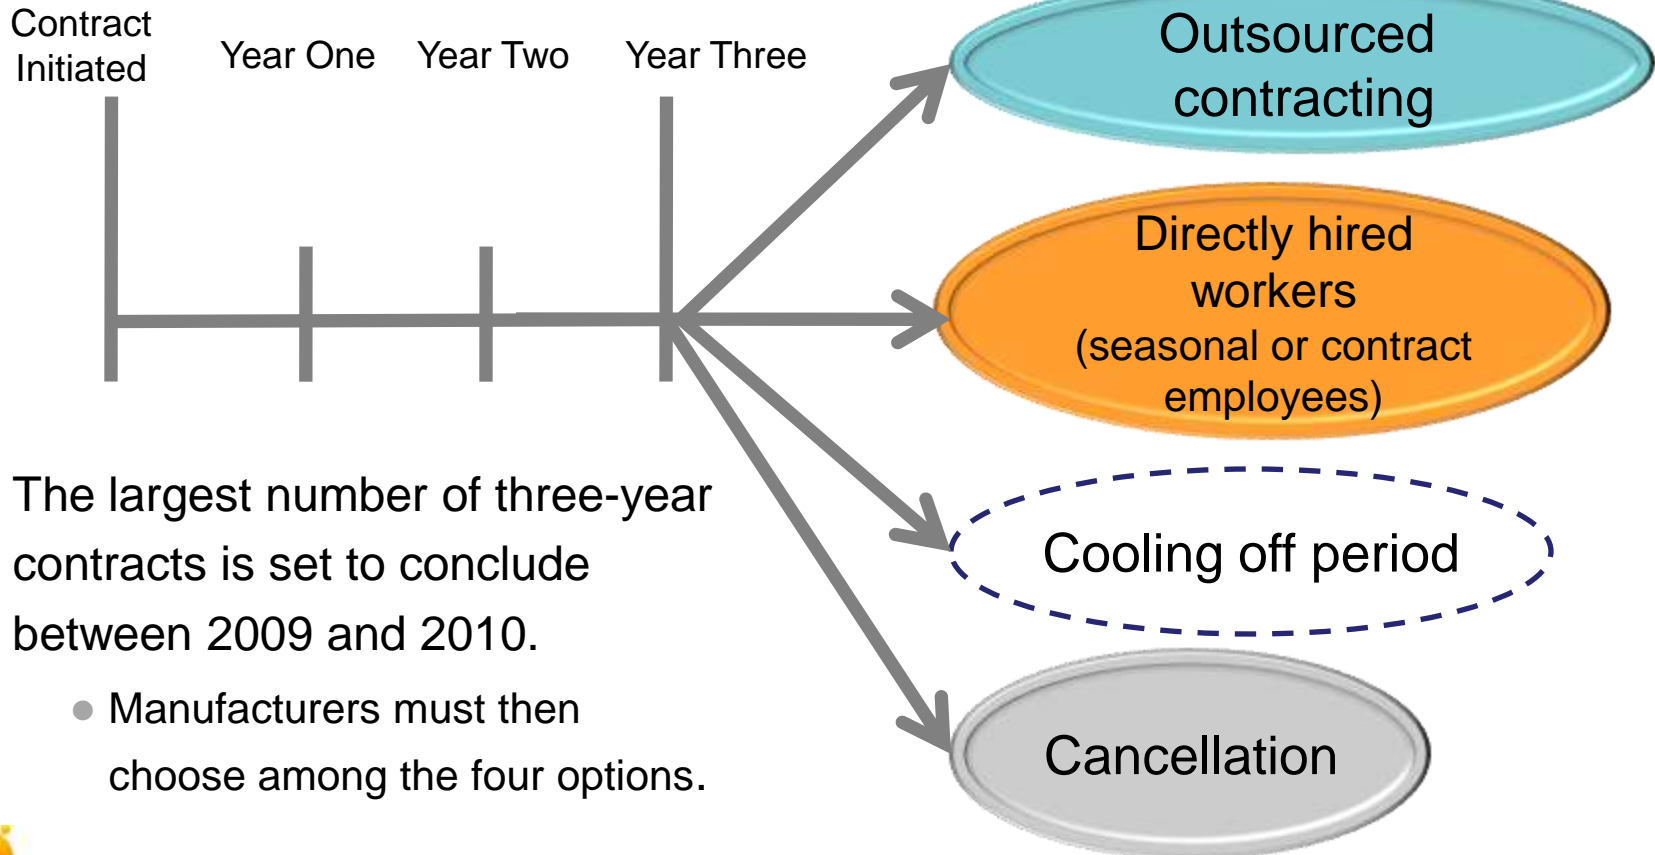 Contract
Initiated
Year One
Year Two
Year Three
Outsourced
contracting
Directly hired
workers
(seasonal or contract
employees)
Cooling off period
Cancellation
The largest number of three-year
contracts is set to conclude
between 2009 and 2010.
● Manufacturers must then
choose among the four options.